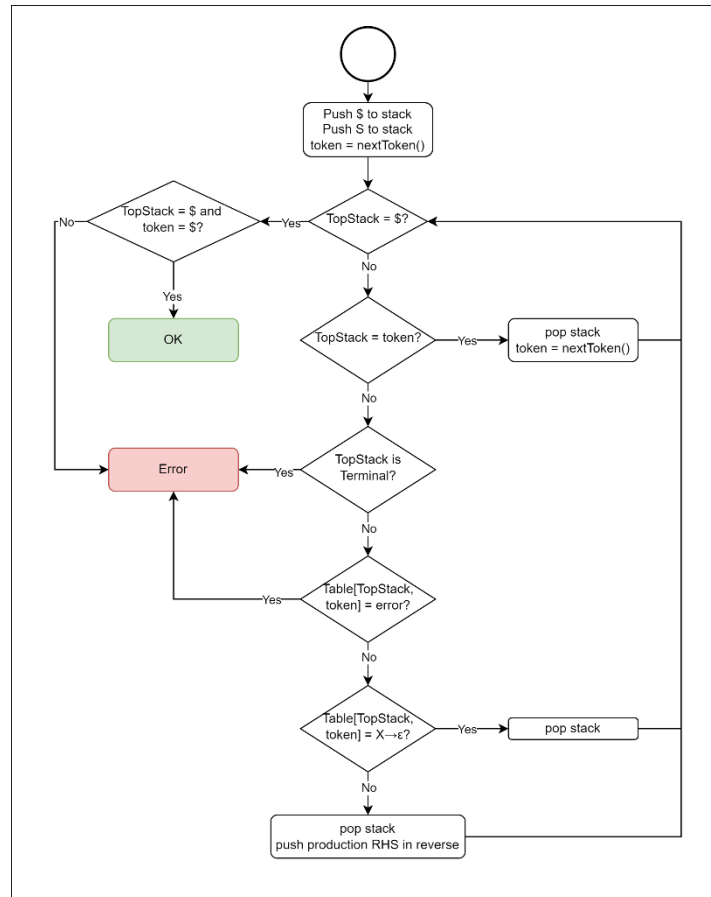 Push $ to stack
Push S to stack
token = nextToken()
No
TopStack = $ and
token = $?
Yes
TopStack = $?
Yes
No
OK
TopStack = token?
Yes
pop stack
token = nextToken()
No
Error
Yes
TopStack is
Terminal?
No
Yes
Table[TopStack,
token] = error?
No
Table[TopStack,
token] = X→ε?
Yes
pop stack
No
pop stack
push production RHS in reverse